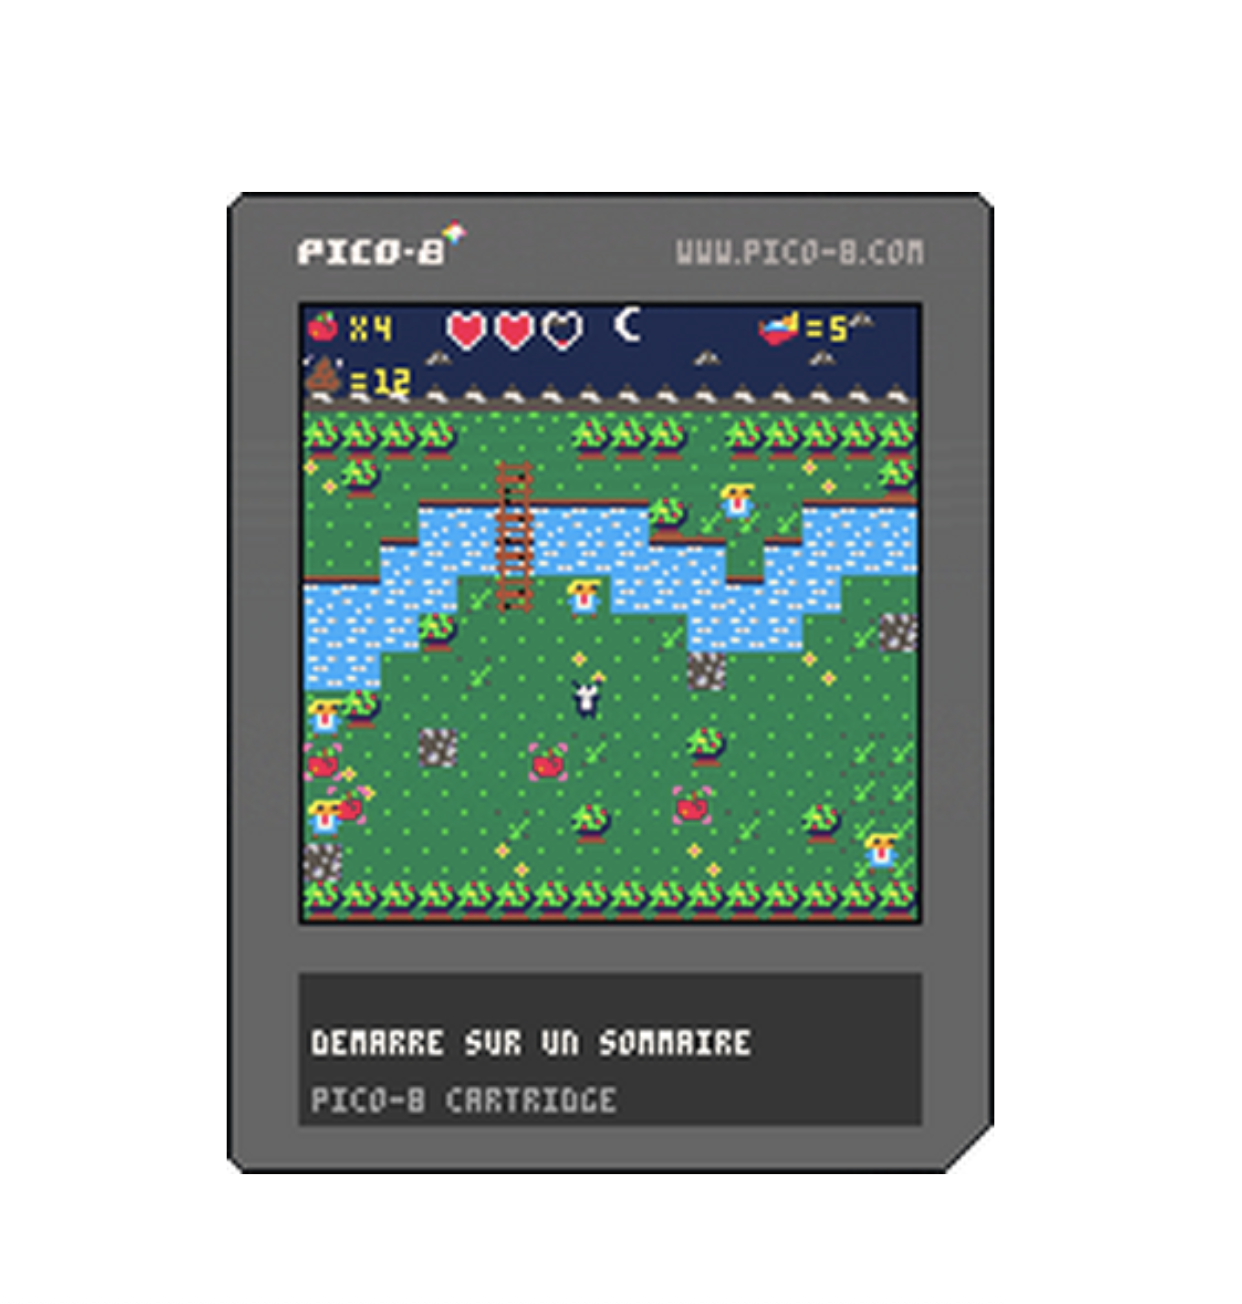 PICO-8
WWW.PICO-8.COM
X4
=5
=12
DEMARRE SUR UN SOMMAIRE
PICO-8 CARTRIDGE